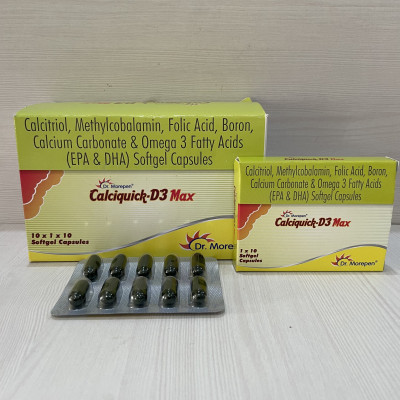 Calcitriol, Methylcobalamin, Folic Acid, Boron,
Calcium Carbonate & Omega 3 Fatty Acids
(EPA & DHA) Softgel Capsules
Dr. Morepen
Calciquick-D3 Max
10 x 1 x 10
Softgel Capsules
Dr. More
Calcitriol, Methylcobalamin, Folic Acid, Boron,
Calcium Carbonate & Omega 3 Fatty Acids
(EPA & DHA) Softgel Capsules
Dr. Morepen
Calciquick-D3 Max
1 x 10
Softgel
Capsules
Dr. Morepen